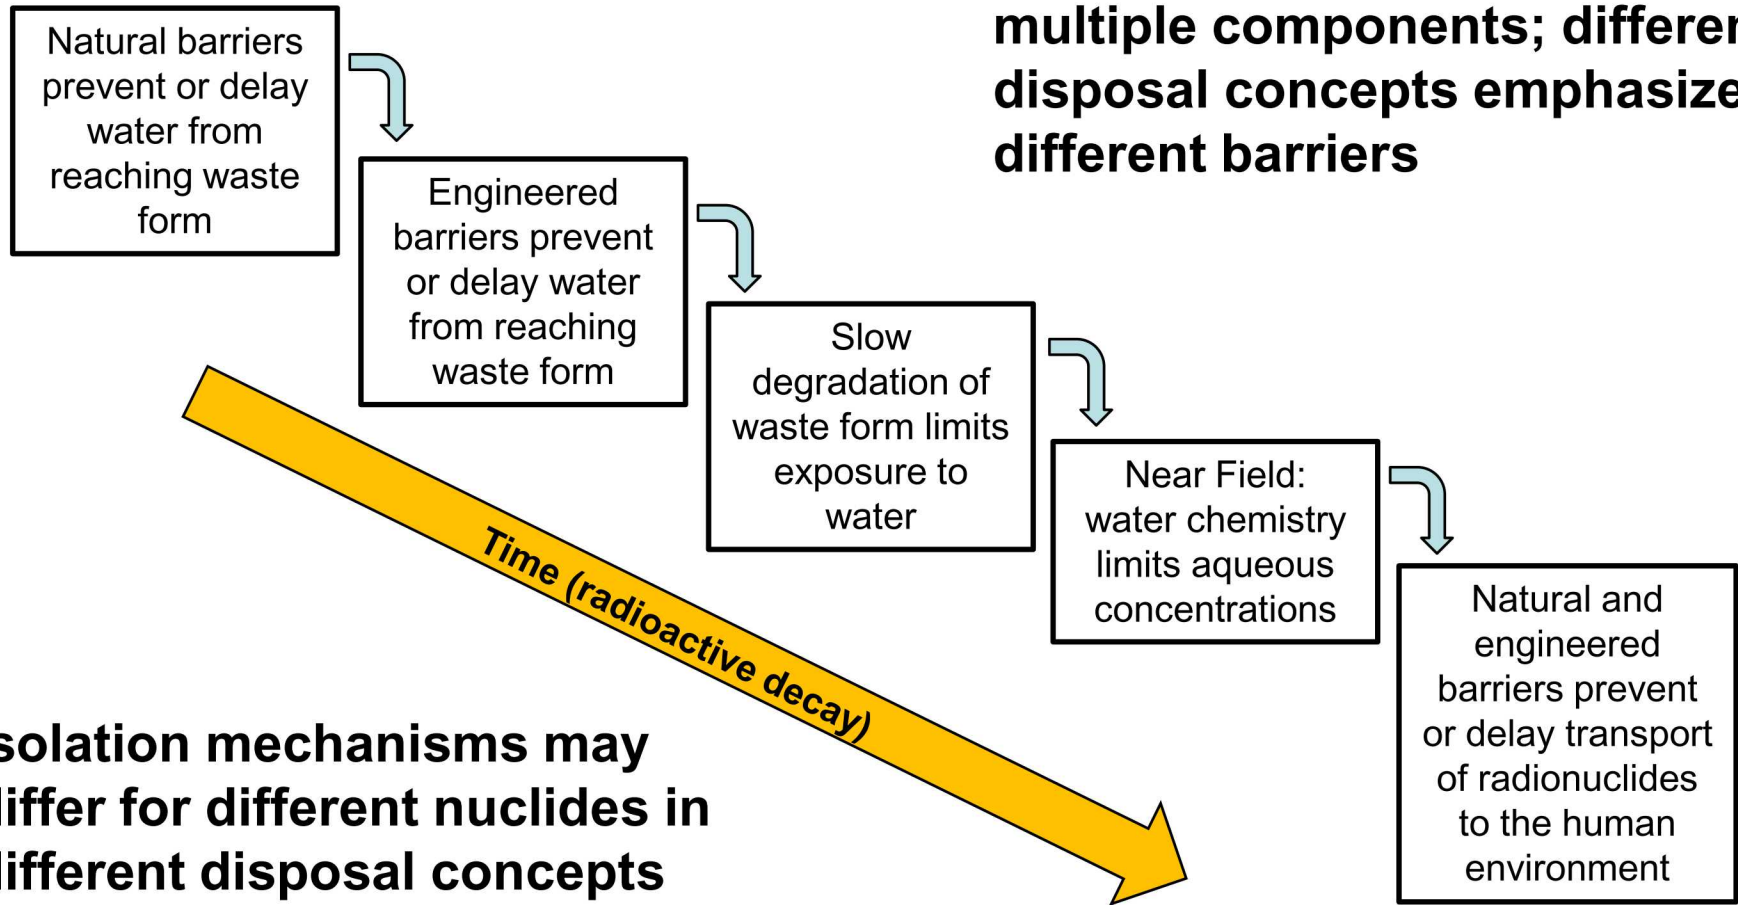 Natural barriers
prevent or delay
water from
reaching waste
form
multiple components;
disposal concepts emphasize
different barriers
Engineered
barriers prevent
or delay water
from reaching
waste form
Slow
degradation of
waste form limits
exposure to
water
Near Field:
water chemistry
limits aqueous
concentrations
Natural and
engineered
barriers prevent
or delay transport
of radionuclides
to the human
environment
Time (radioactive decay)
solation mechanisms may
differ for different nuclides in
different disposal concepts